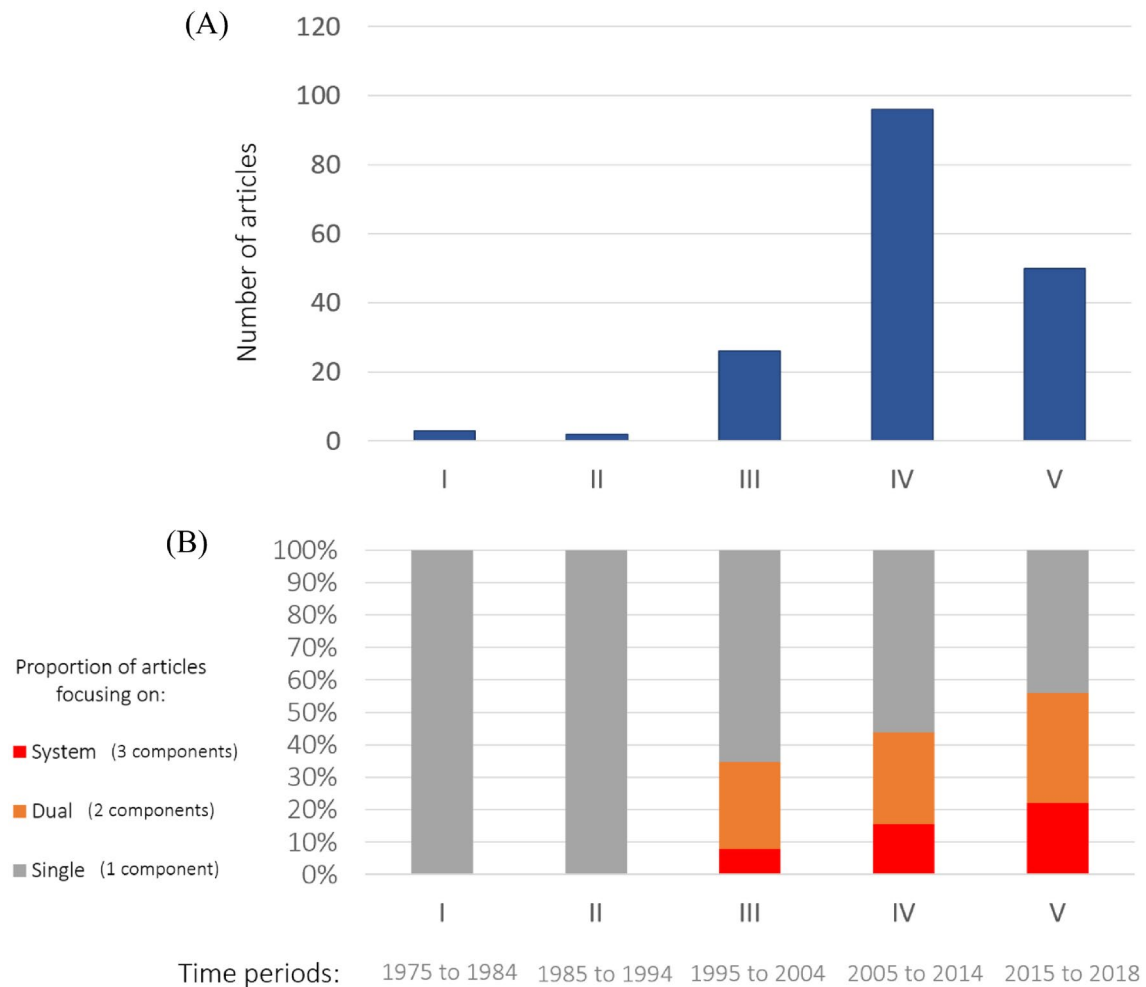 (A)
Number of articles
120
100
80
60
40
20
0
I II III IV V
(B)
100%
90%
80%
70%
60%
50%
40%
30%
20%
10%
0%
Proportion of articles
focusing on:
System (3 components)
Dual (2 components)
Single (1 component)
I II III IV V
Time periods: 1975 to 1984 1985 to 1994 1995 to 2004 2005 to 2014 2015 to 2018